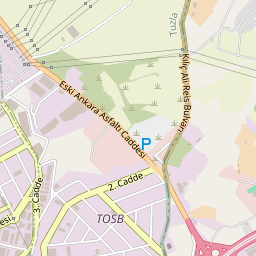 Tuzla
Kılıç Ali Reis Bulvarı
Eski Ankara Asfaltı Caddesi
P
2. Cadde
3. Cadde
TOSB